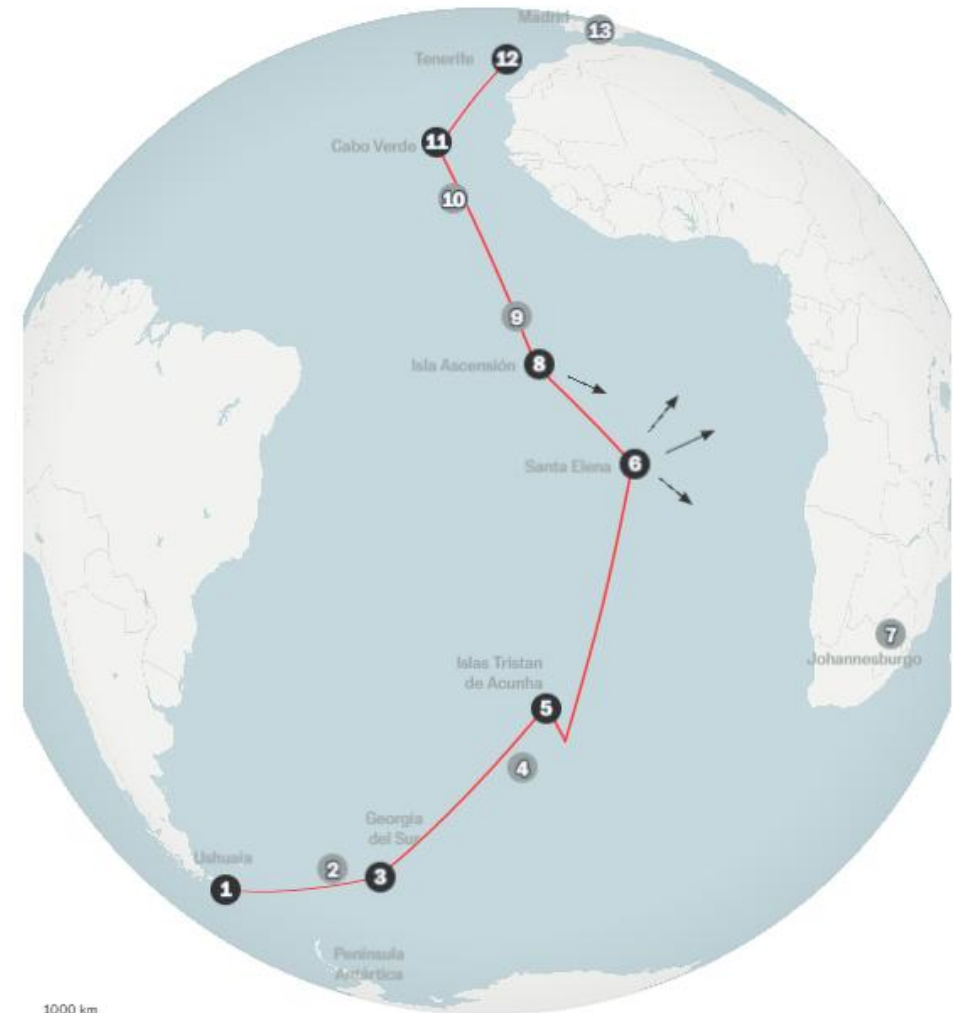 Madrid
13
Tenerife
12
Cabo Verde
11
10
9
Isla Ascensión
8
Santa Elena
6
7
Johannesburgo
Islas Tristan
de Acunha
5
4
Georgia
del Sur
Ushuaia
2
3
1
Península
Antártica
1000 km